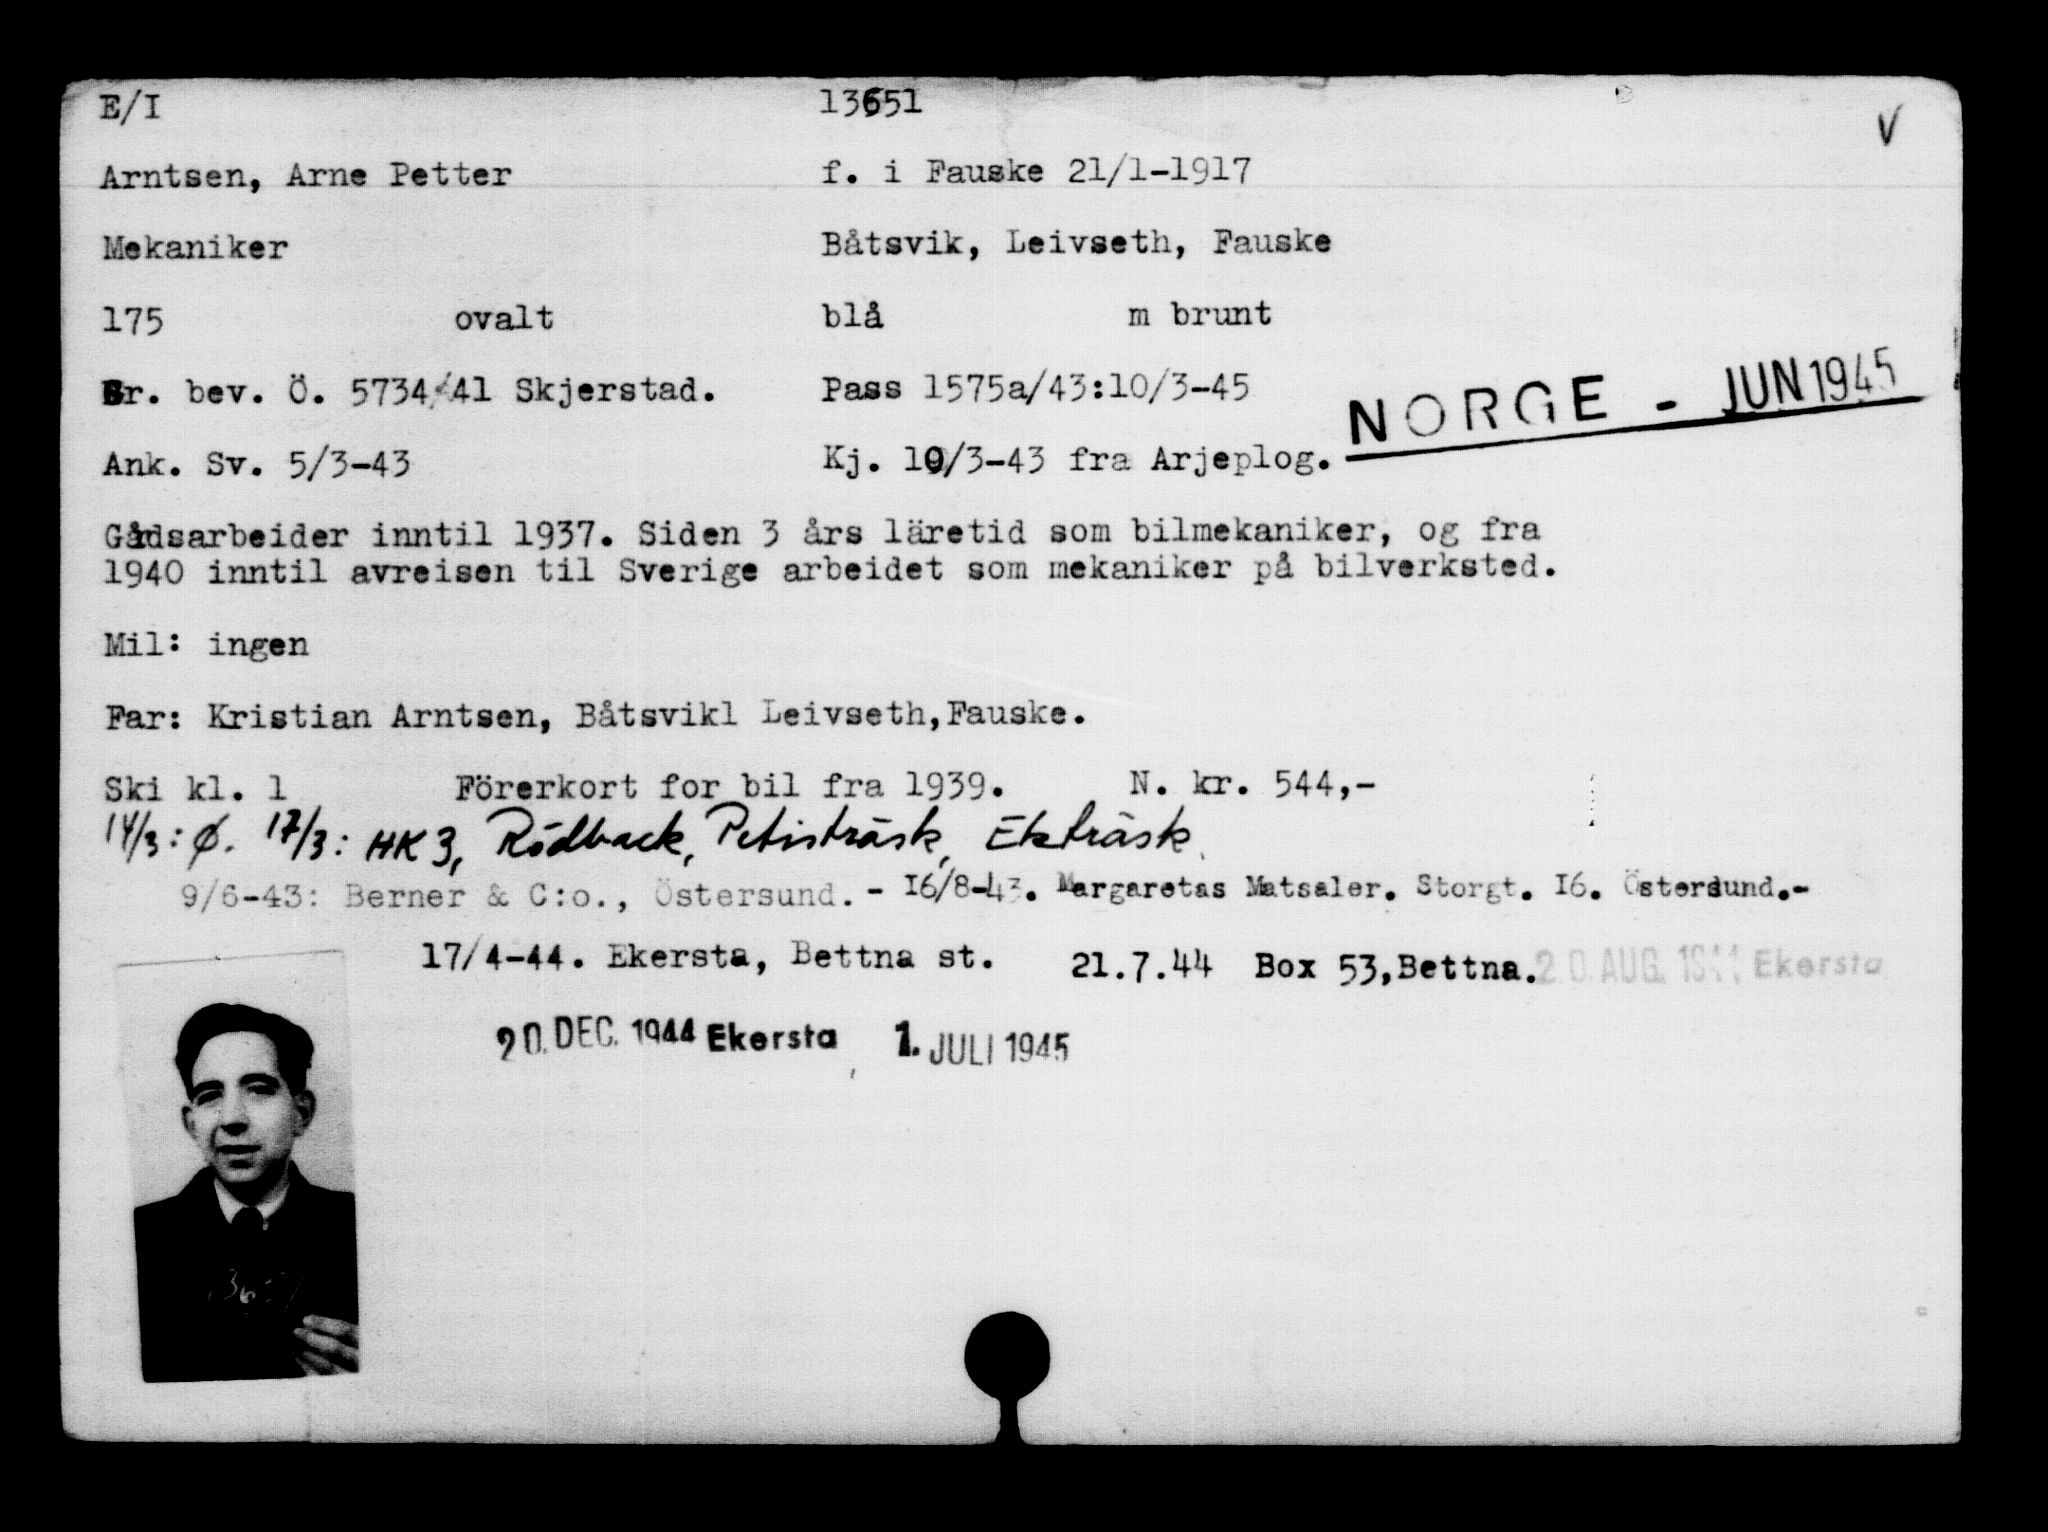 E/I 13651 V
Arntsen, Arne Petter f. i Fauske 21/1-1917
Mekaniker Båtsvik, Leivseth, Fauske
175 ovalt blå m brunt
Gr. bev. Ö. 5734/41 Skjerstad. Pass 1575a/43:10/3-45
NORGE - JUN 1945
Ank. Sv. 5/3-43 Kj. 10/3-43 fra Arjeplog.
Gårdsarbeider inntil 1937. Siden 3 års läretid som bilmekaniker, og fra
1940 inntil avreisen til Sverige arbeidet som mekaniker på bilverksted.
Mil: ingen
Far: Kristian Arntsen, Båtsvikl Leivseth,Fauske.
Ski kl. 1 Förerkort for bil fra 1939. N. kr. 544,-
14/3: Ø. 17/3: HK 3, Rödback, Petisträsk, Ekträsk.
9/6-43: Berner & C:o., Östersund. - 16/8-43. Margaretas Matsaler. Storgt. 16. Östersund.-
17/4-44. Ekersta, Bettna st. 21.7.44 Box 53,Bettna. 20. AUG. 1944 Ekersta
20. DEC. 1944 Ekersta 1. JULI 1945